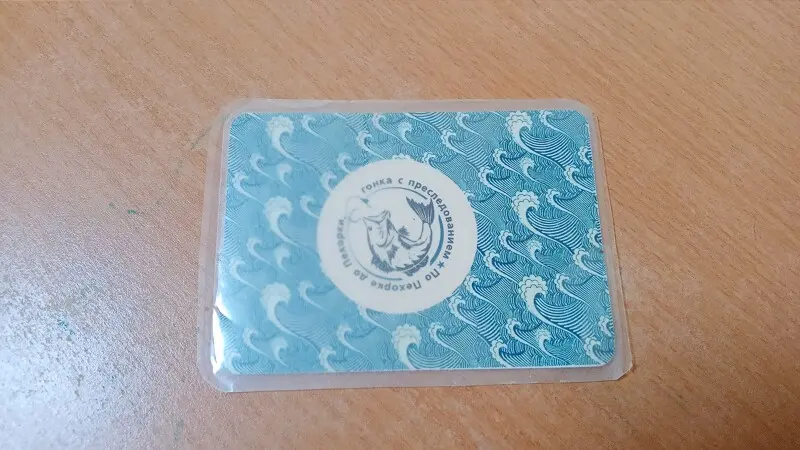 По Пехорке до Пехорки, гонка с преследованием ★